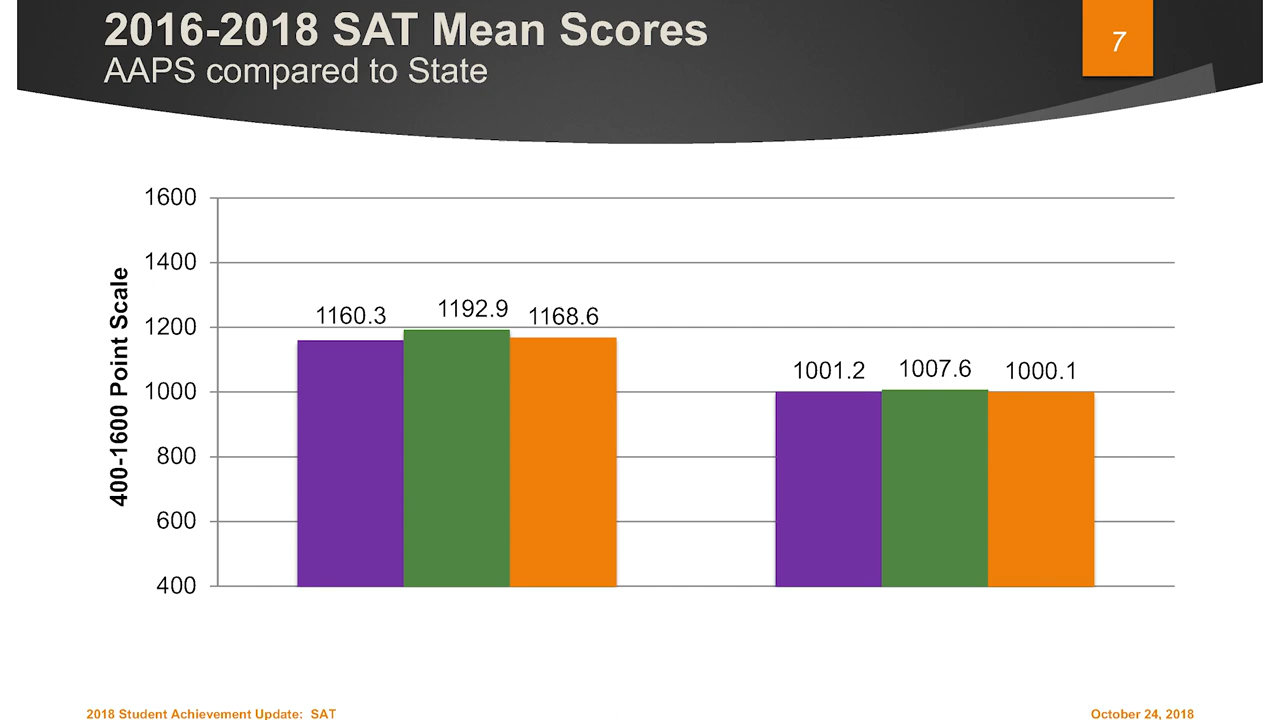 2016-2018 SAT Mean Scores
AAPS compared to State
7
400-1600 Point Scale
1600
1400
1200
1000
800
600
400
1160.3
1192.9
1168.6
1001.2
1007.6
1000.1
2018 Student Achievement Update: SAT
October 24, 2018